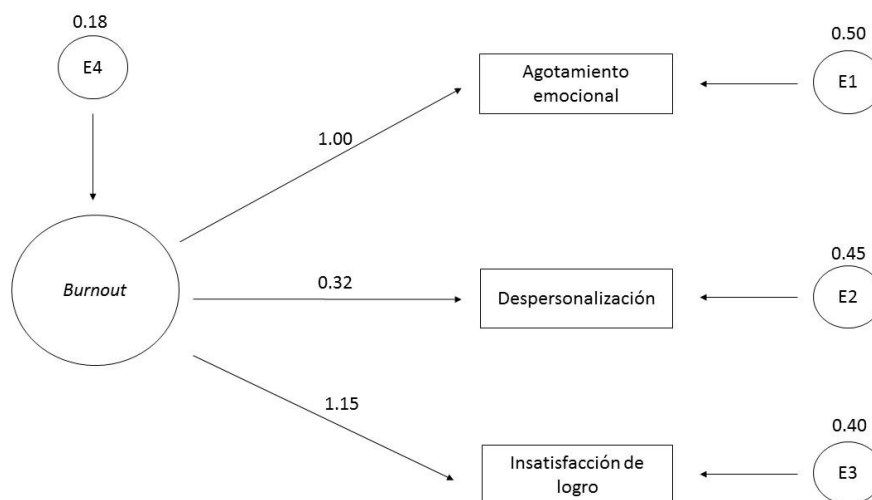 0.18
E4
0.50
Agotamiento
emocional
E1
1.00
Burnout
0.32
Despersonalización
0.45
E2
1.15
Insatisfacción de
logro
0.40
E3